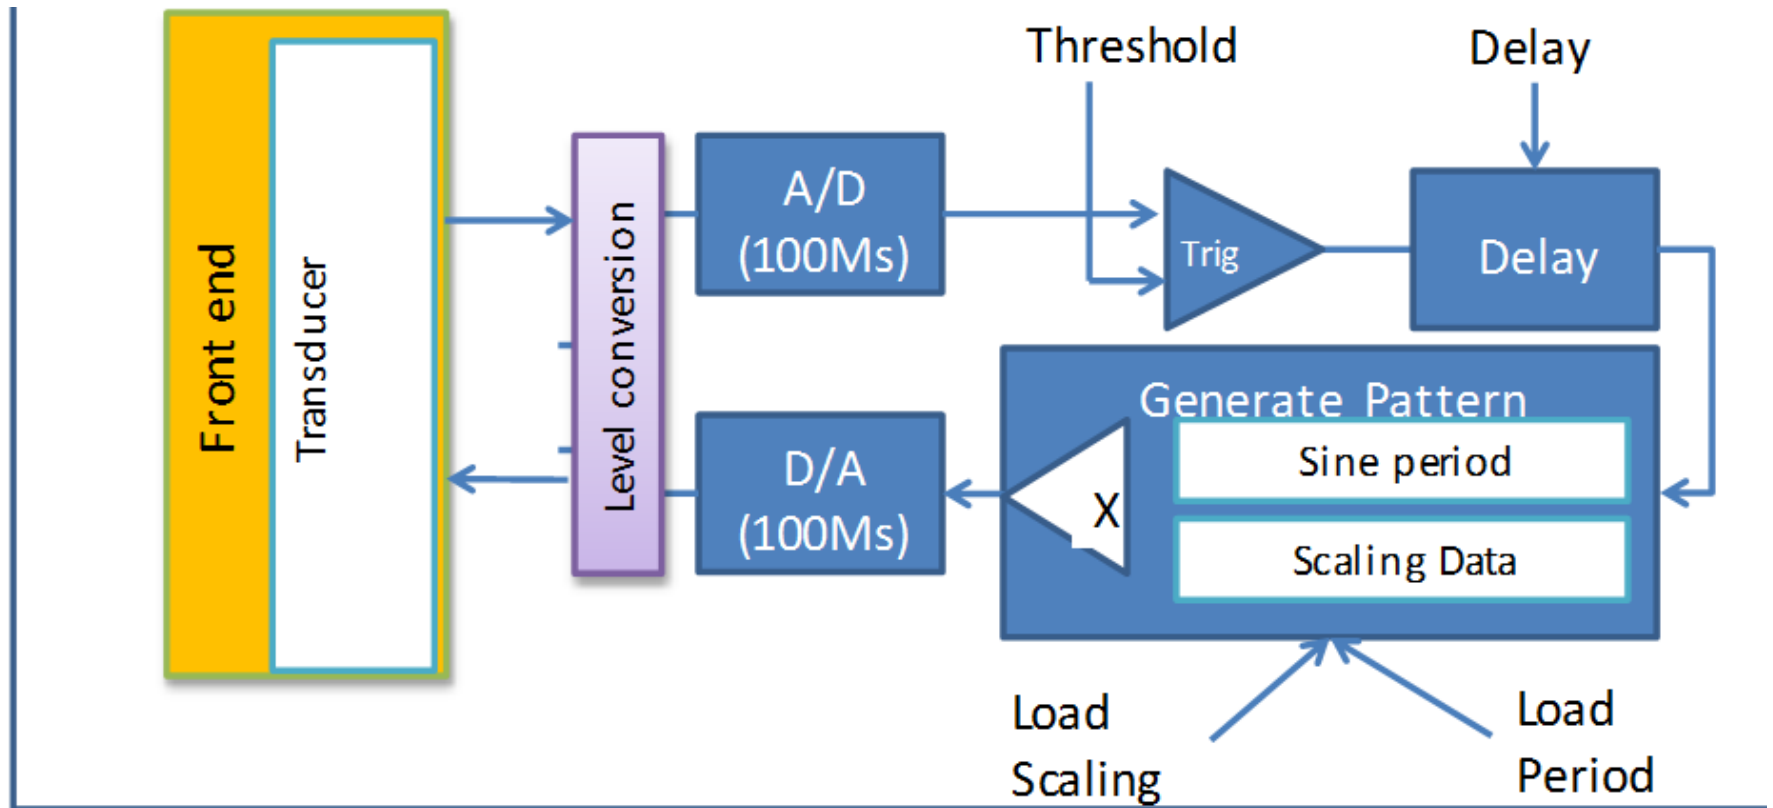 Threshold
Delay
Front end
Transducer
Level conversion
A/D
(100Ms)
Trig
Delay
Generate Pattern
Sine period
D/A
(100Ms)
X
Scaling Data
Load
Scaling
Load
Period